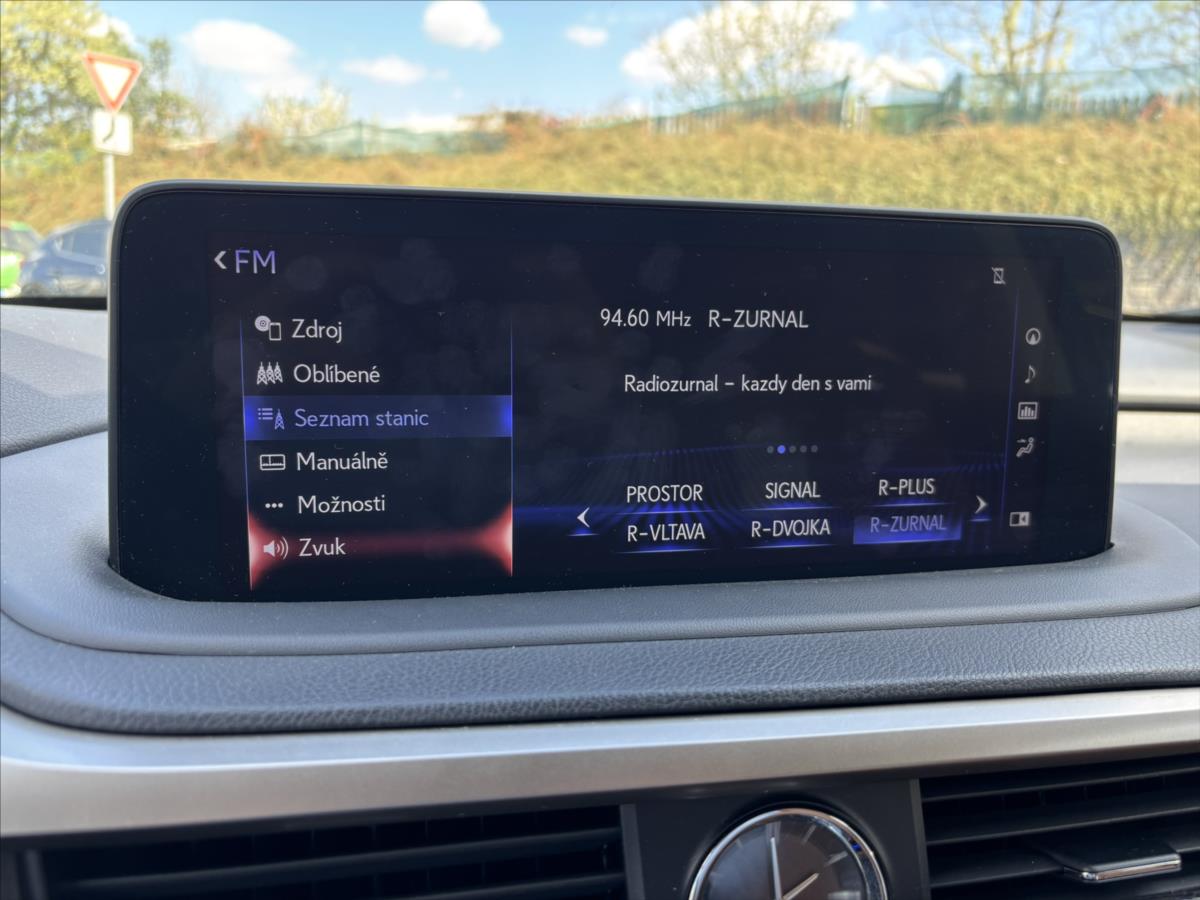 FM
Zdroj
Oblíbené
Seznam stanic
Manuálně
Možnosti
Zvuk
94.60 MHz R-ZURNAL
Radiozurnal – kazdy den s vami
PROSTOR SIGNAL R-PLUS
R-VLTAVA R-DVOJKA R-ZURNAL